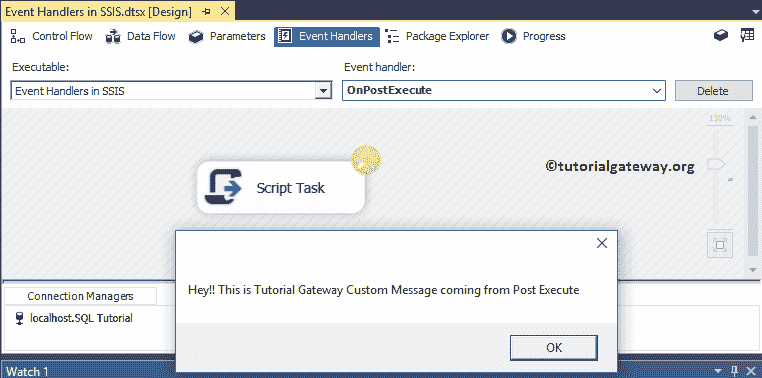 Event Handlers in SSIS.dtsx [Design]
Control Flow Data Flow Parameters Event Handlers Package Explorer Progress
Executable: Event handler:
Event Handlers in SSIS OnPostExecute Delete
130%
©tutorialgateway.org
Script Task
Hey!! This is Tutorial Gateway Custom Message coming from Post Execute
Connection Managers
localhost.SQL Tutorial
OK
Watch 1